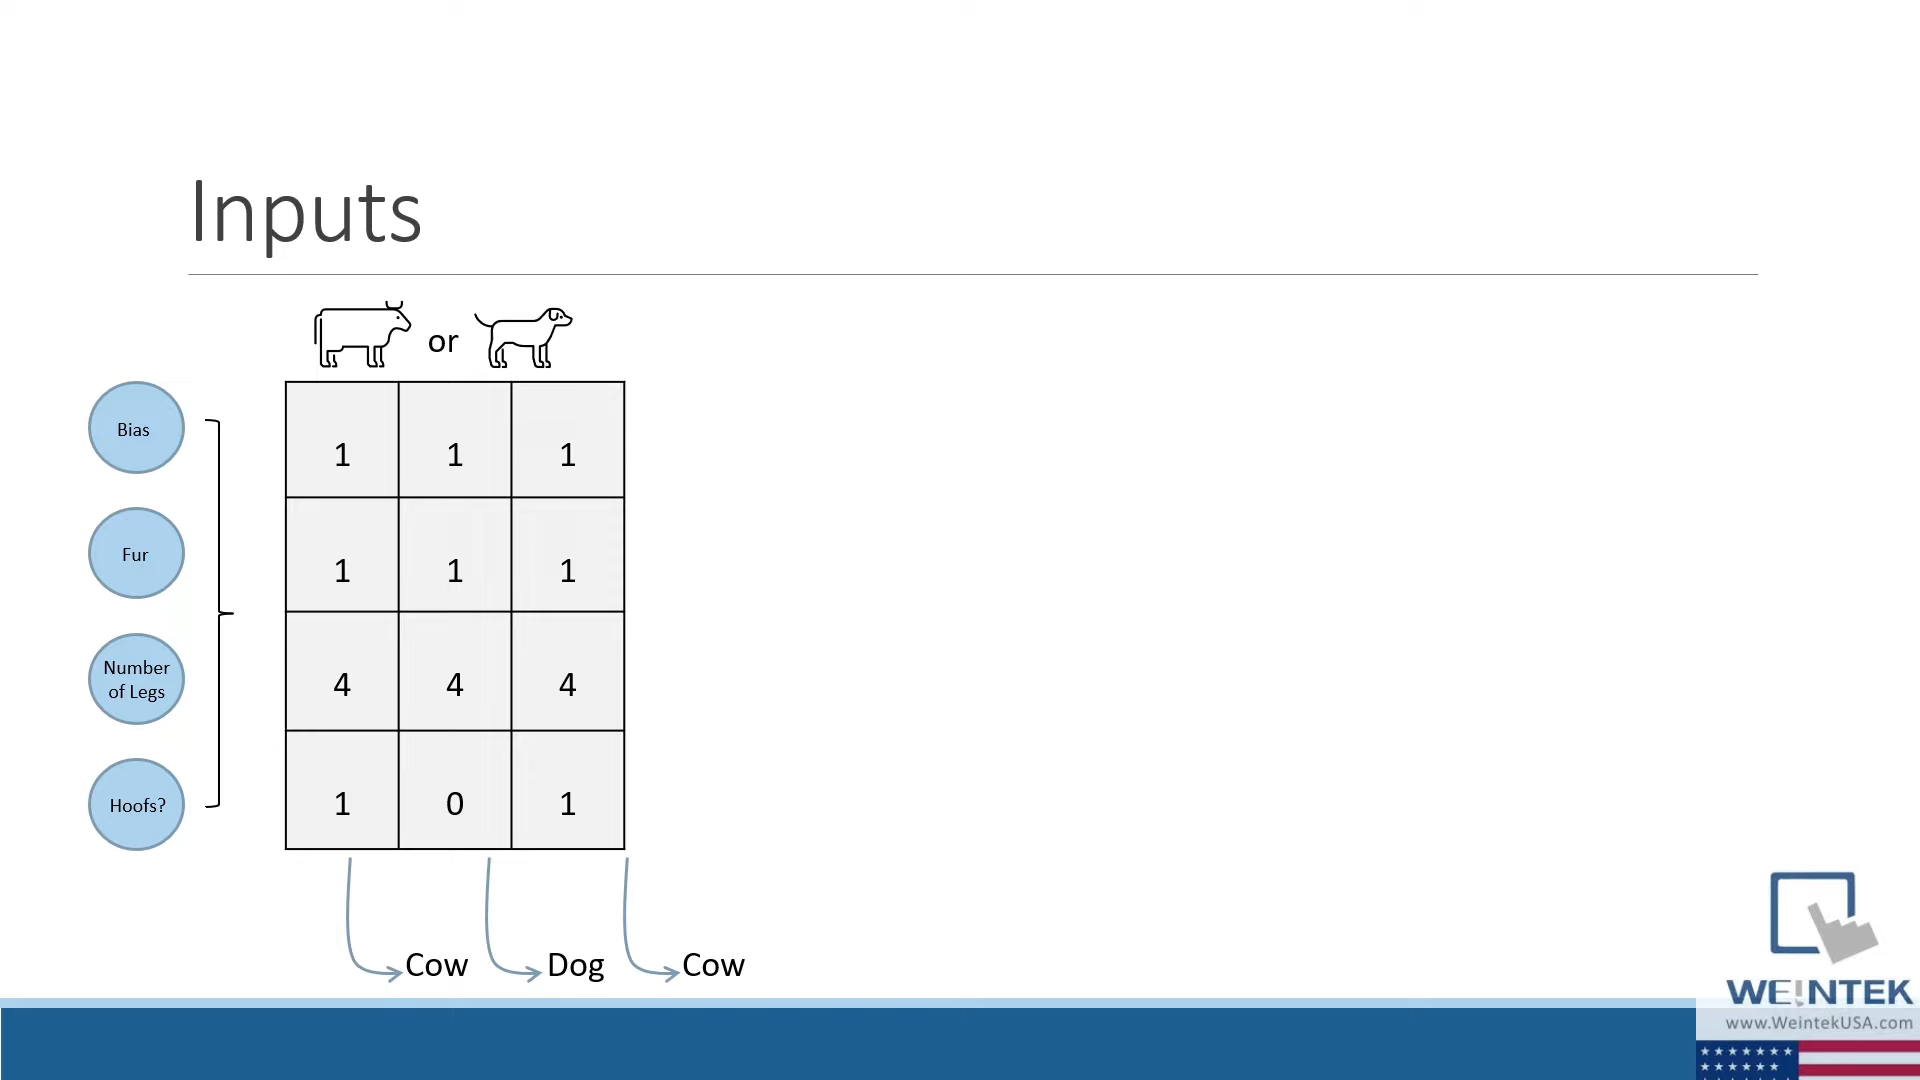 Inputs
or
Bias
1 1 1
Fur
1 1 1
Number
of Legs
4 4 4
Hoofs?
1 0 1
Cow Dog Cow
WEINTEK
www.WeintekUSA.com